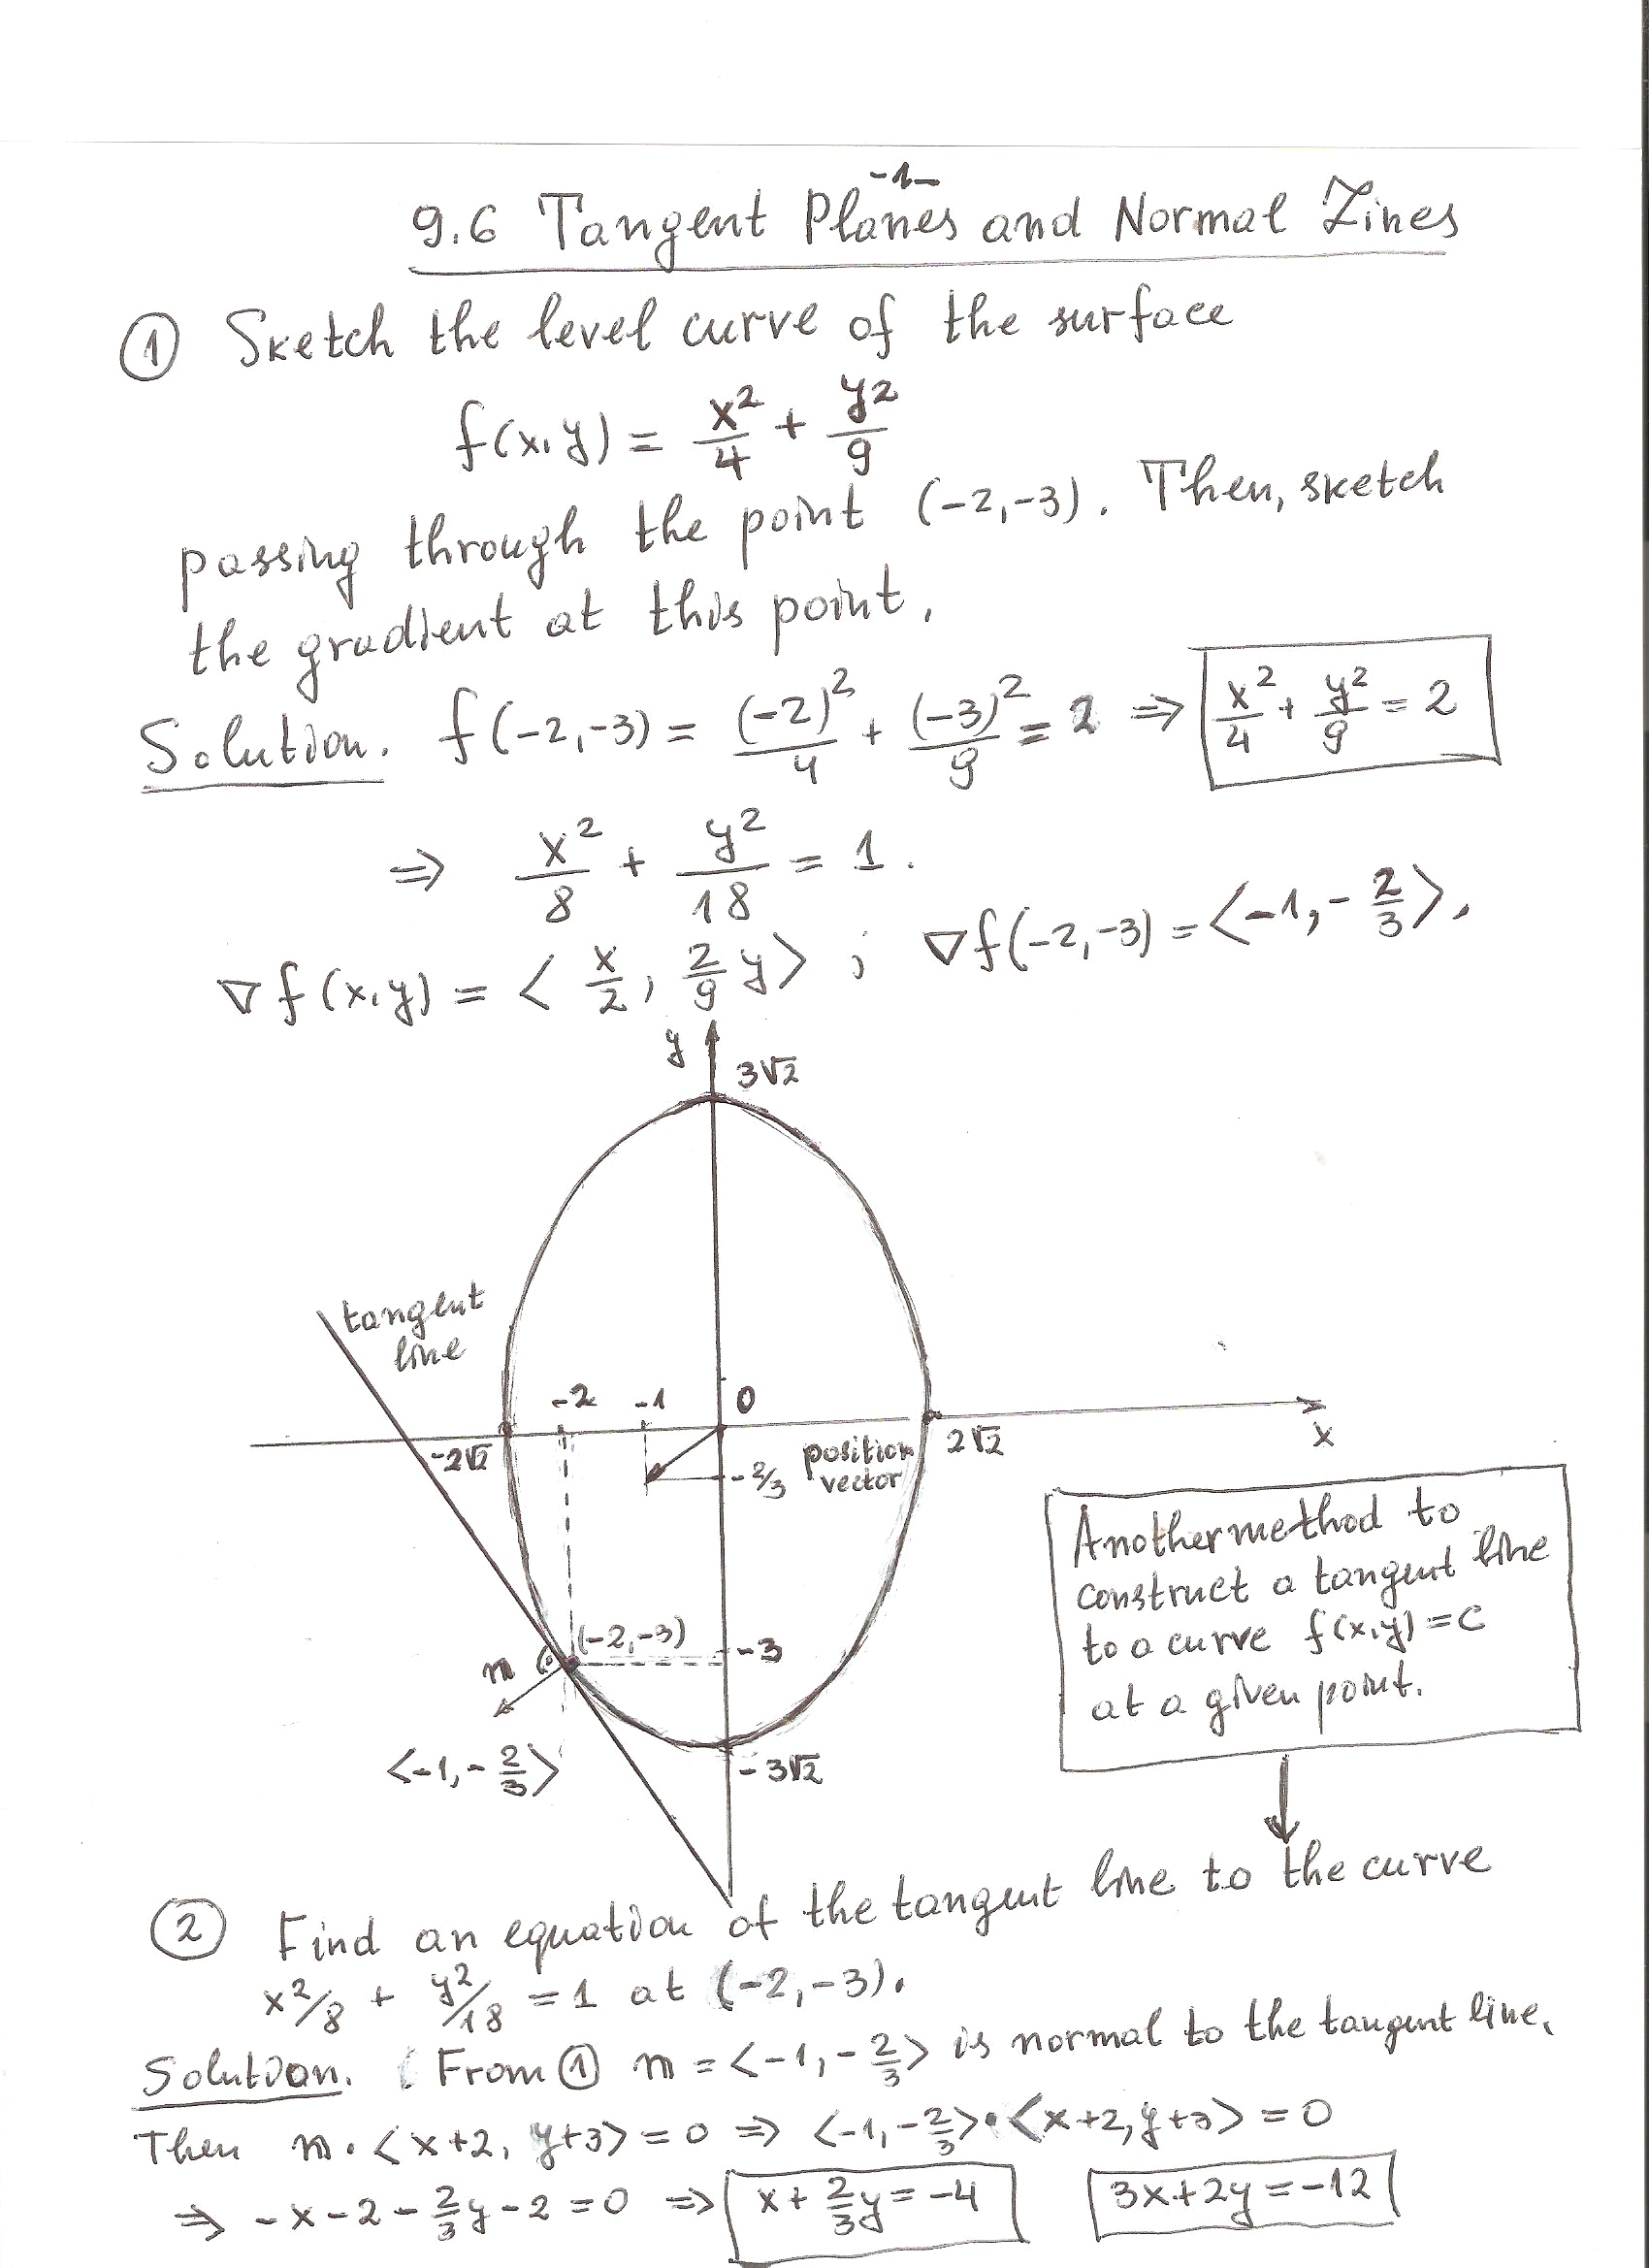 -1-
9.6 Tangent Planes and Normal Lines
① Sketch the level curve of the surface
f(x,y) = x²/4 + y²/9
passing through the point (-2,-3). Then, sketch
the gradient at this point.
Solution. f(-2,-3) = (-2)²/4 + (-3)²/9 = 2 ⇒ x²/4 + y²/9 = 2
⇒ x²/8 + y²/18 = 1.
∇f(x,y) = <x/2, 2/9 y> ; ∇f(-2,-3) = <-1, -2/3>.
y
3√2
tangent
line
-2 -1 0
-2√2
position
vector
2√2
x
-2/3
(-2,-3)
-3
n
<-1, -2/3>
-3√2
Another method to
construct a tangent line
to a curve f(x,y) = C
at a given point.
② Find an equation of the tangent line to the curve
x²/8 + y²/18 = 1 at (-2,-3).
Solution. From ① n = <-1, -2/3> is normal to the tangent line.
Then n · <x+2, y+3> = 0 ⇒ <-1, -2/3> · <x+2, y+3> = 0
⇒ -x-2-2/3 y-2 = 0 ⇒ x + 2/3 y = -4 3x+2y = -12